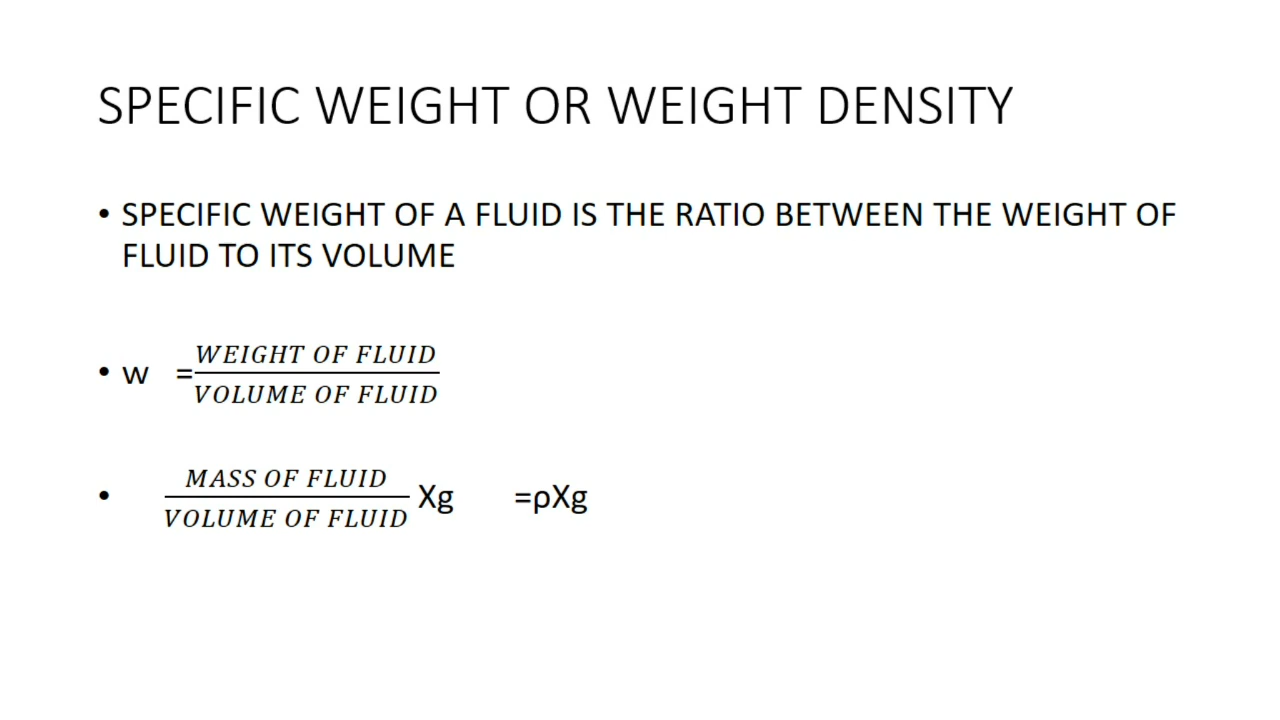 SPECIFIC WEIGHT OR WEIGHT DENSITY
• SPECIFIC WEIGHT OF A FLUID IS THE RATIO BETWEEN THE WEIGHT OF
FLUID TO ITS VOLUME
WEIGHT OF FLUID
• w =
VOLUME OF FLUID
MASS OF FLUID
• Xg =ρXg
VOLUME OF FLUID